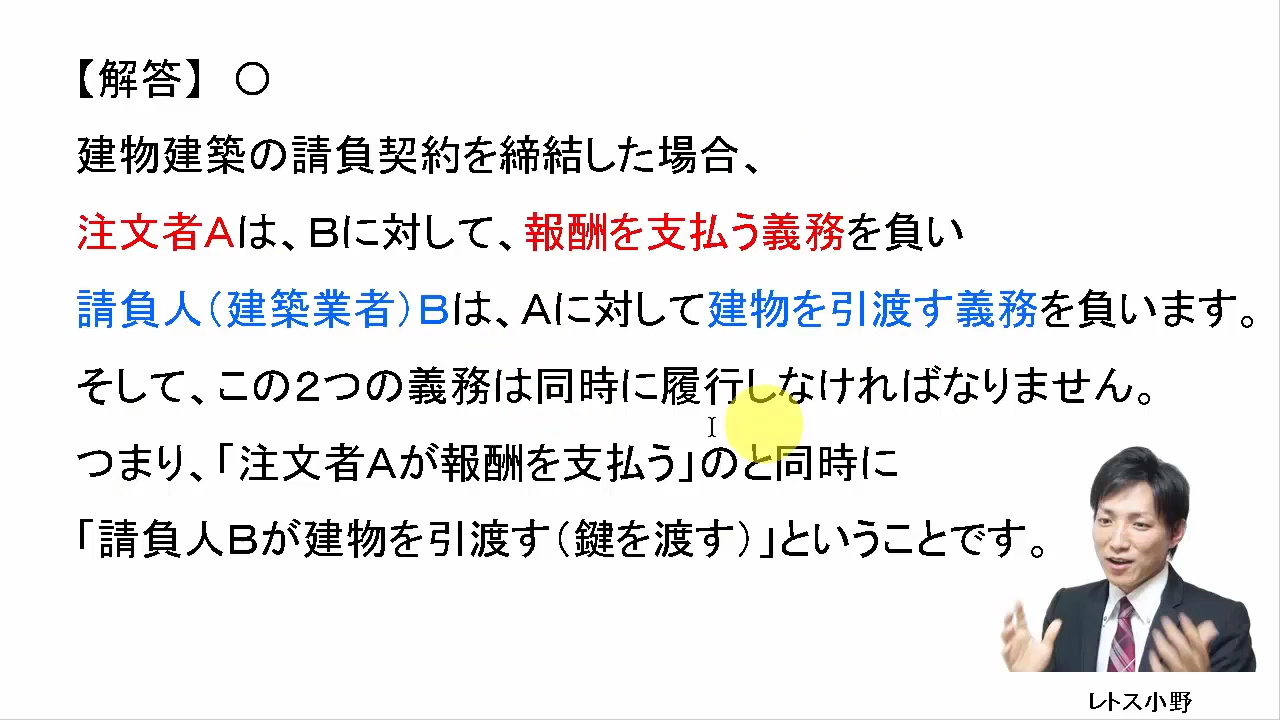 【解答】 〇
建物建築の請負契約を締結した場合、
注文者Ａは、Ｂに対して、報酬を支払う義務を負い
請負人（建築業者）Ｂは、Ａに対して建物を引渡す義務を負います。
そして、この２つの義務は同時に履行しなければなりません。
つまり、「注文者Ａが報酬を支払う」のと同時に
「請負人Ｂが建物を引渡す（鍵を渡す）」ということです。
レトス小野